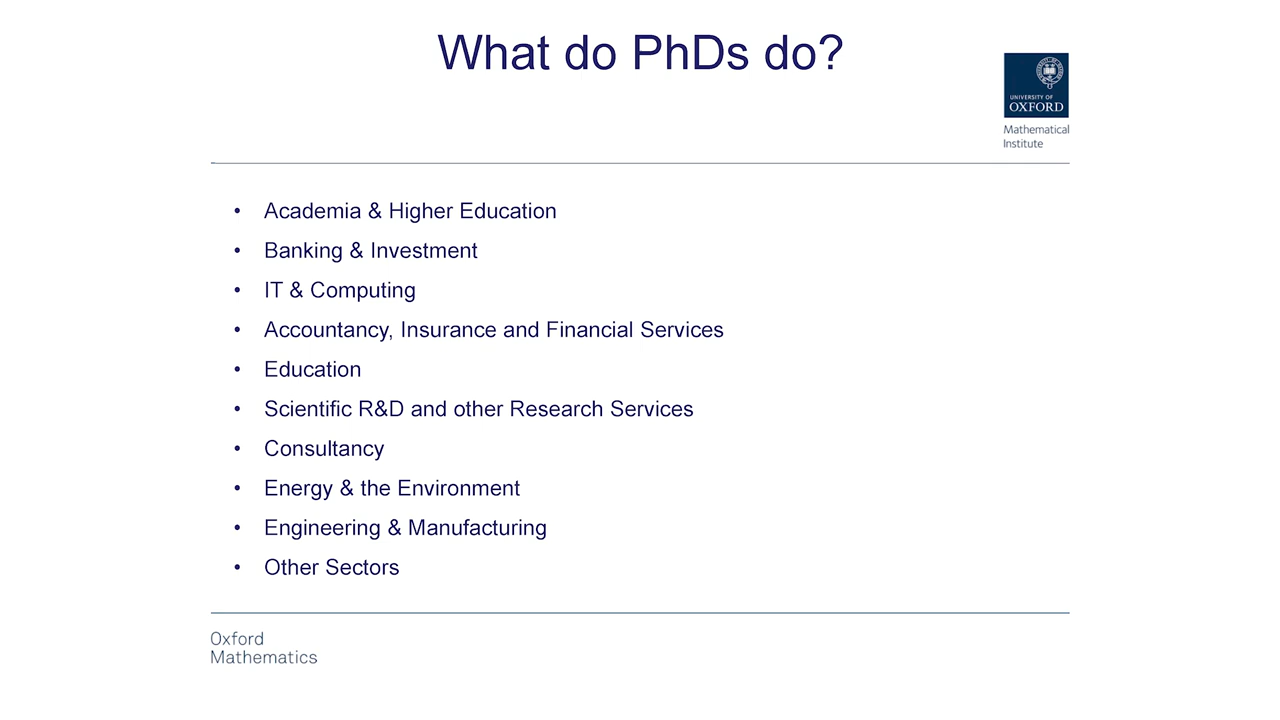 What do PhDs do?
UNIVERSITY OF
OXFORD
Mathematical
Institute
• Academia & Higher Education
• Banking & Investment
• IT & Computing
• Accountancy, Insurance and Financial Services
• Education
• Scientific R&D and other Research Services
• Consultancy
• Energy & the Environment
• Engineering & Manufacturing
• Other Sectors
Oxford
Mathematics